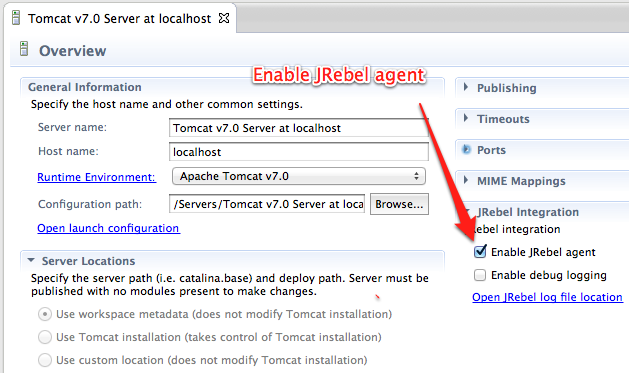 Tomcat v7.0 Server at localhost
Overview
Enable JRebel agent
General Information
Specify the host name and other common settings.
Server name:
Tomcat v7.0 Server at localhost
Host name:
localhost
Runtime Environment:
Apache Tomcat v7.0
Configuration path:
/Servers/Tomcat v7.0 Server at loca
Browse...
Open launch configuration
Server Locations
Specify the server path (i.e. catalina.base) and deploy path. Server must be
published with no modules present to make changes.
Use workspace metadata (does not modify Tomcat installation)
Use Tomcat installation (takes control of Tomcat installation)
Use custom location (does not modify Tomcat installation)
Publishing
Timeouts
Ports
MIME Mappings
JRebel Integration
ebel integration
Enable JRebel agent
Enable debug logging
Open JRebel log file location